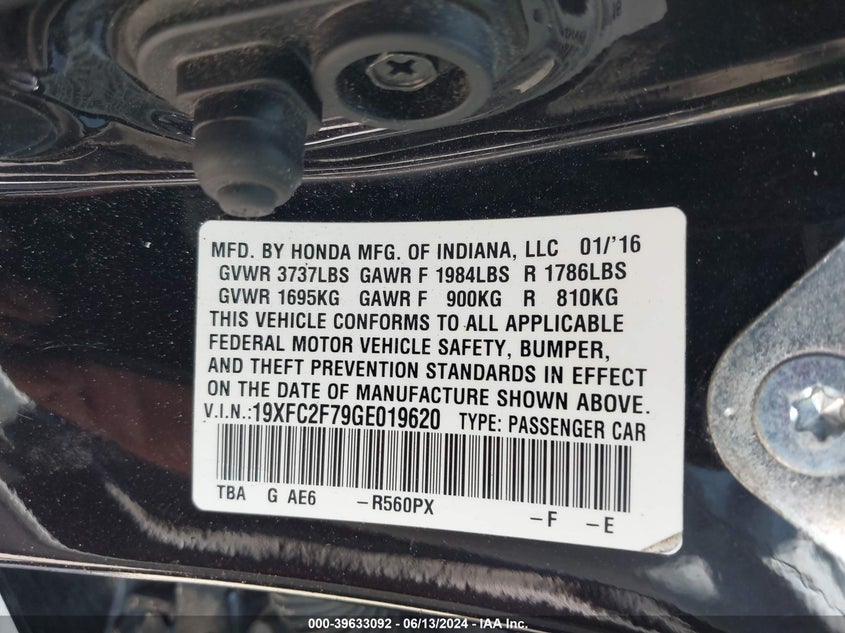 MFD. BY HONDA MFG. OF INDIANA, LLC 01/'16
GVWR 3737LBS GAWR F 1984LBS R 1786LBS
GVWR 1695KG GAWR F 900KG R 810KG
THIS VEHICLE CONFORMS TO ALL APPLICABLE
FEDERAL MOTOR VEHICLE SAFETY, BUMPER,
AND THEFT PREVENTION STANDARDS IN EFFECT
ON THE DATE OF MANUFACTURE SHOWN ABOVE.
V.I.N.:19XFC2F79GE019620 TYPE: PASSENGER CAR
TBA G AE6 –R560PX –F –E
000-39633092 - 06/13/2024 - IAA Inc.